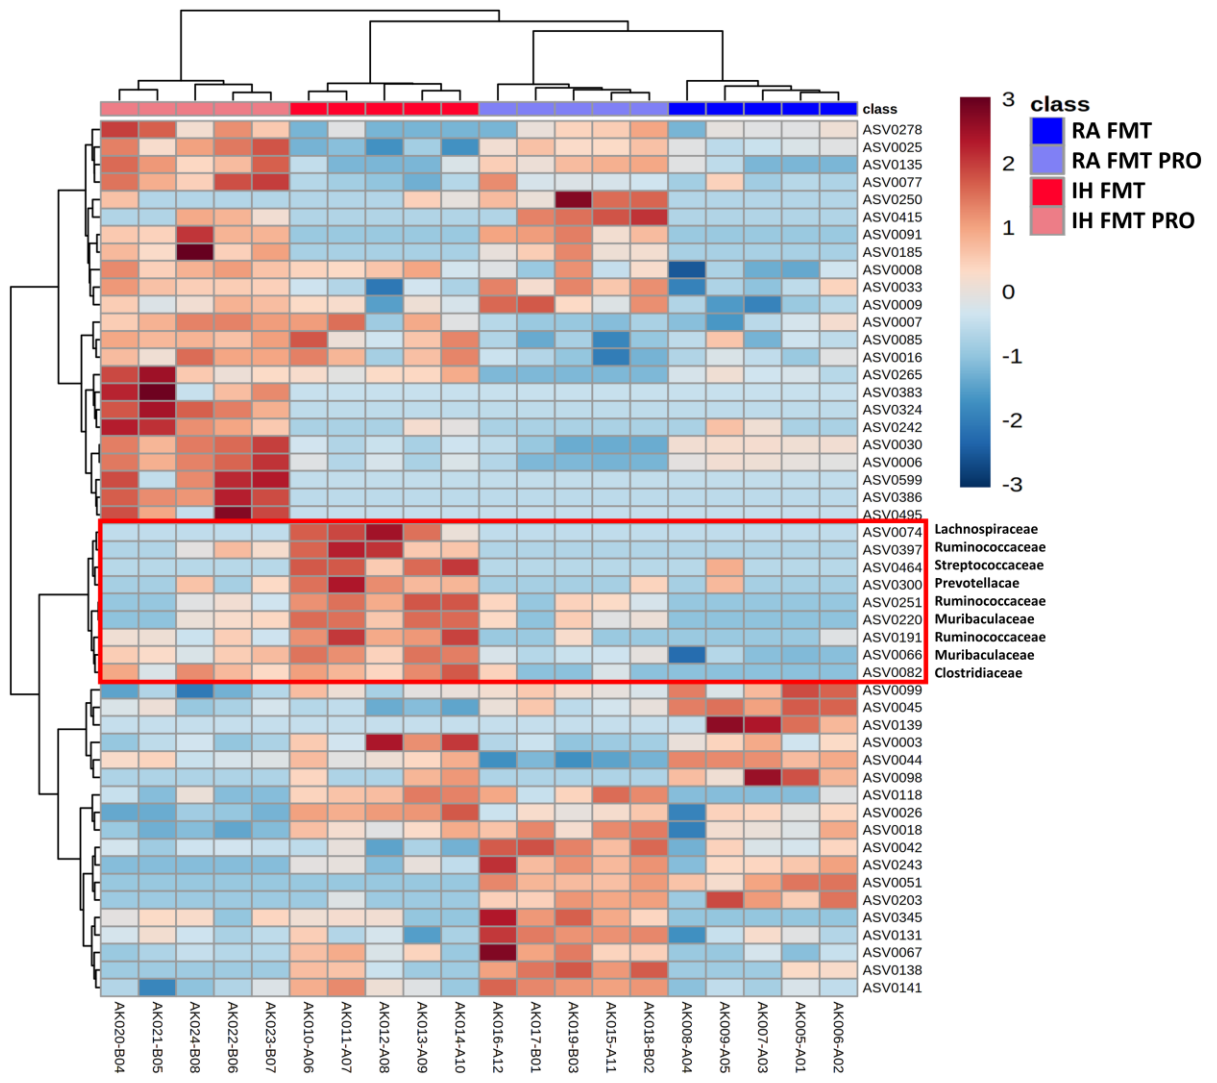 class
ASV0278
ASV0025
ASV0135
ASV0077
ASV0250
ASV0415
ASV0091
ASV0185
ASV0008
ASV0033
ASV0009
ASV0007
ASV0085
ASV0016
ASV0265
ASV0383
ASV0324
ASV0242
ASV0030
ASV0006
ASV0599
ASV0386
ASV0495
ASV0074 Lachnospiraceae
ASV0397 Ruminococcaceae
ASV0464 Streptococcaceae
ASV0300 Prevotellacae
ASV0251 Ruminococcaceae
ASV0220 Muribaculaceae
ASV0191 Ruminococcaceae
ASV0066 Muribaculaceae
ASV0082 Clostridiaceae
ASV0099
ASV0045
ASV0139
ASV0003
ASV0044
ASV0098
ASV0118
ASV0026
ASV0018
ASV0042
ASV0243
ASV0051
ASV0203
ASV0345
ASV0131
ASV0067
ASV0138
ASV0141
3
2
1
0
-1
-2
-3
class
RA FMT
RA FMT PRO
IH FMT
IH FMT PRO
AK020-B04
AK021-B05
AK024-B08
AK022-B06
AK023-B07
AK010-A06
AK011-A07
AK012-A08
AK013-A09
AK014-A10
AK016-A12
AK017-B01
AK019-B03
AK015-A11
AK018-B02
AK008-A04
AK009-A05
AK007-A03
AK005-A01
AK006-A02